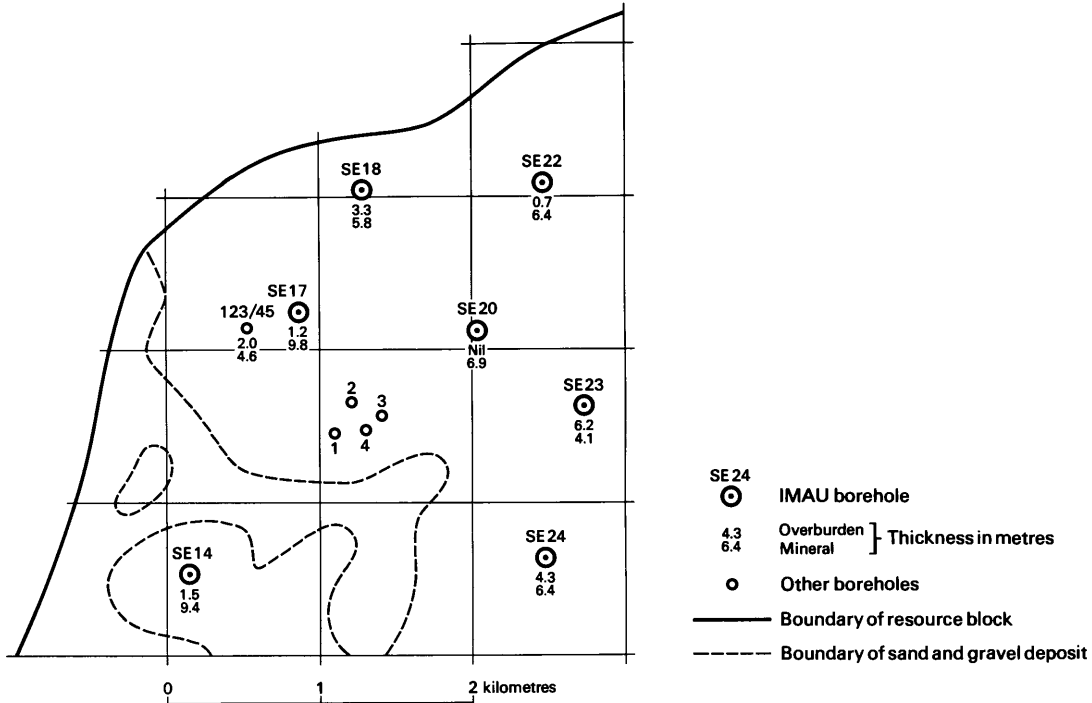 SE22
0.7
6.4
SE18
3.3
5.8
SE17
1.2
9.8
123/45
2.0
4.6
SE20
Nil
6.9
SE23
6.2
4.1
2
3
1
4
SE14
1.5
9.4
SE24
4.3
6.4
0 1 2 kilometres
SE24
IMAU borehole
4.3 Overburden
6.4 Mineral
Thickness in metres
Other boreholes
Boundary of resource block
Boundary of sand and gravel deposit